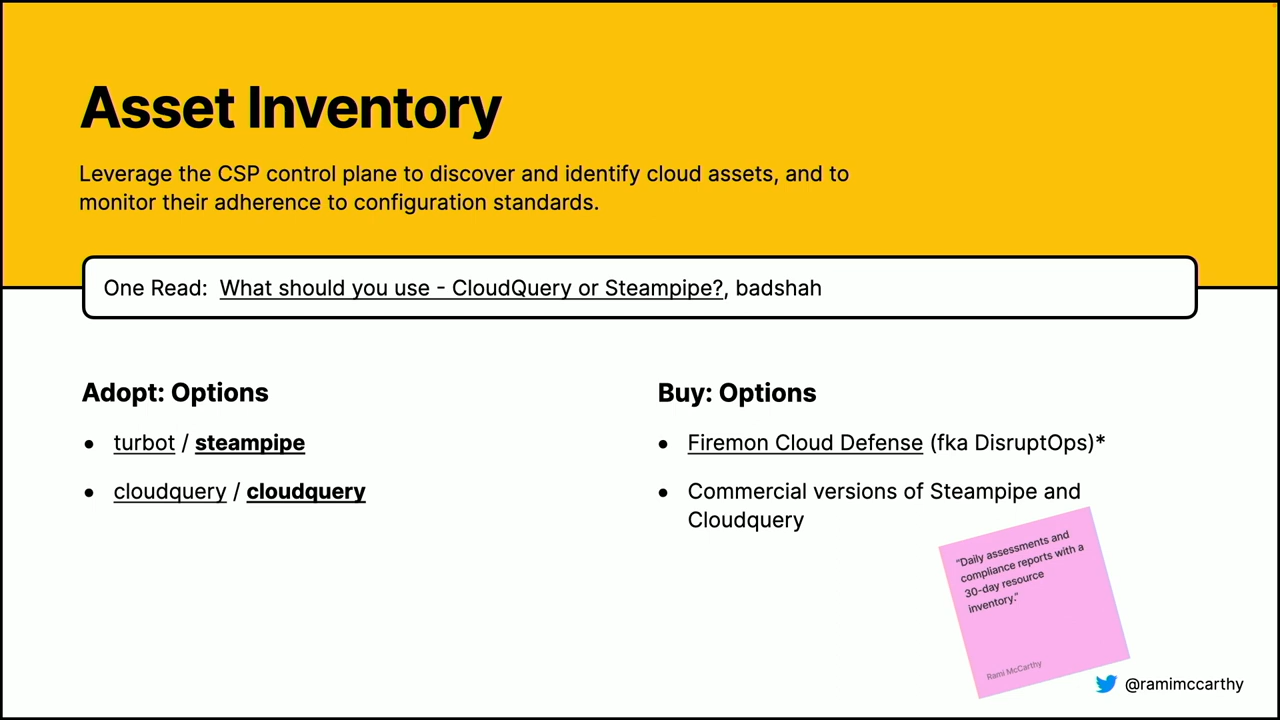 Asset Inventory
Leverage the CSP control plane to discover and identify cloud assets, and to
monitor their adherence to configuration standards.
One Read: What should you use - CloudQuery or Steampipe?, badshah
Adopt: Options
● turbot / steampipe
● cloudquery / cloudquery
Buy: Options
● Firemon Cloud Defense (fka DisruptOps)*
● Commercial versions of Steampipe and
Cloudquery
“Daily assessments and
compliance reports with a
30-day resource
inventory.”
Rami McCarthy
@ramimccarthy